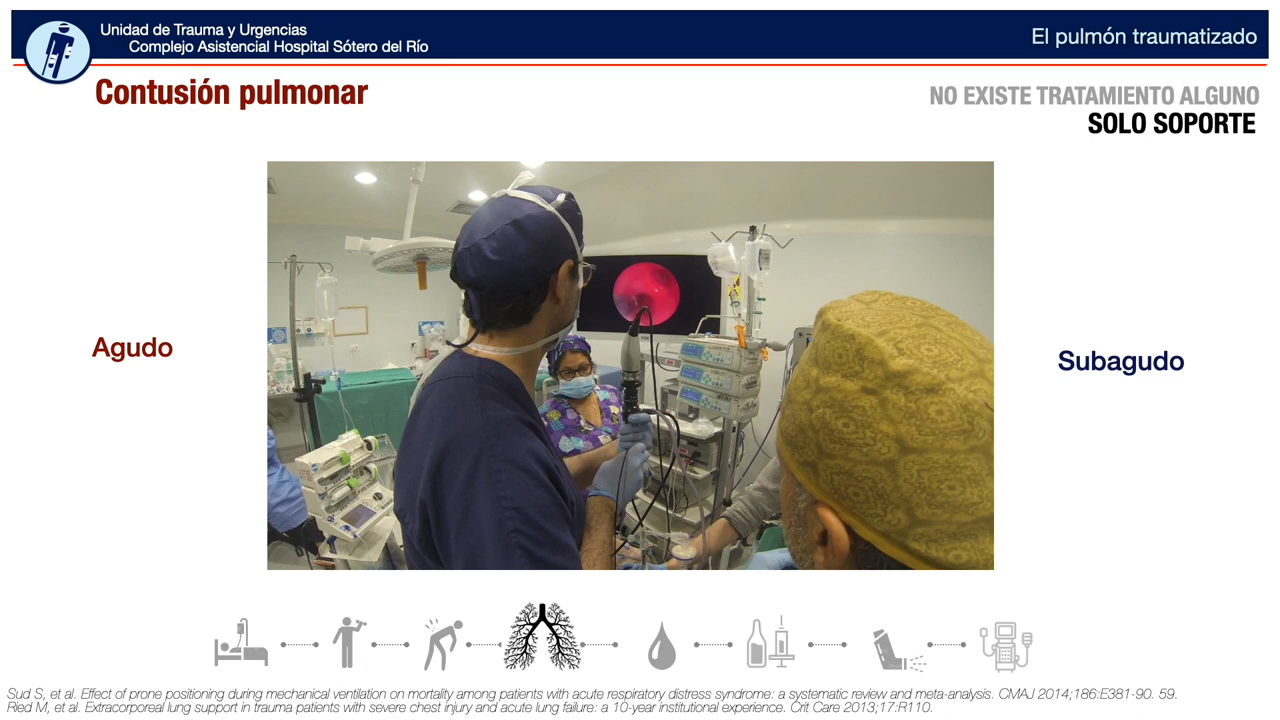 Unidad de Trauma y Urgencias
Complejo Asistencial Hospital Sótero del Río
El pulmón traumatizado
Contusión pulmonar
NO EXISTE TRATAMIENTO ALGUNO
SOLO SOPORTE
Agudo
Subagudo
Sud S, et al. Effect of prone positioning during mechanical ventilation on mortality among patients with acute respiratory distress syndrome: a systematic review and meta-analysis. CMAJ 2014;186:E381-90. 59.
Ried M, et al. Extracorporeal lung support in trauma patients with severe chest injury and acute lung failure: a 10-year institutional experience. Crit Care 2013;17:R110.